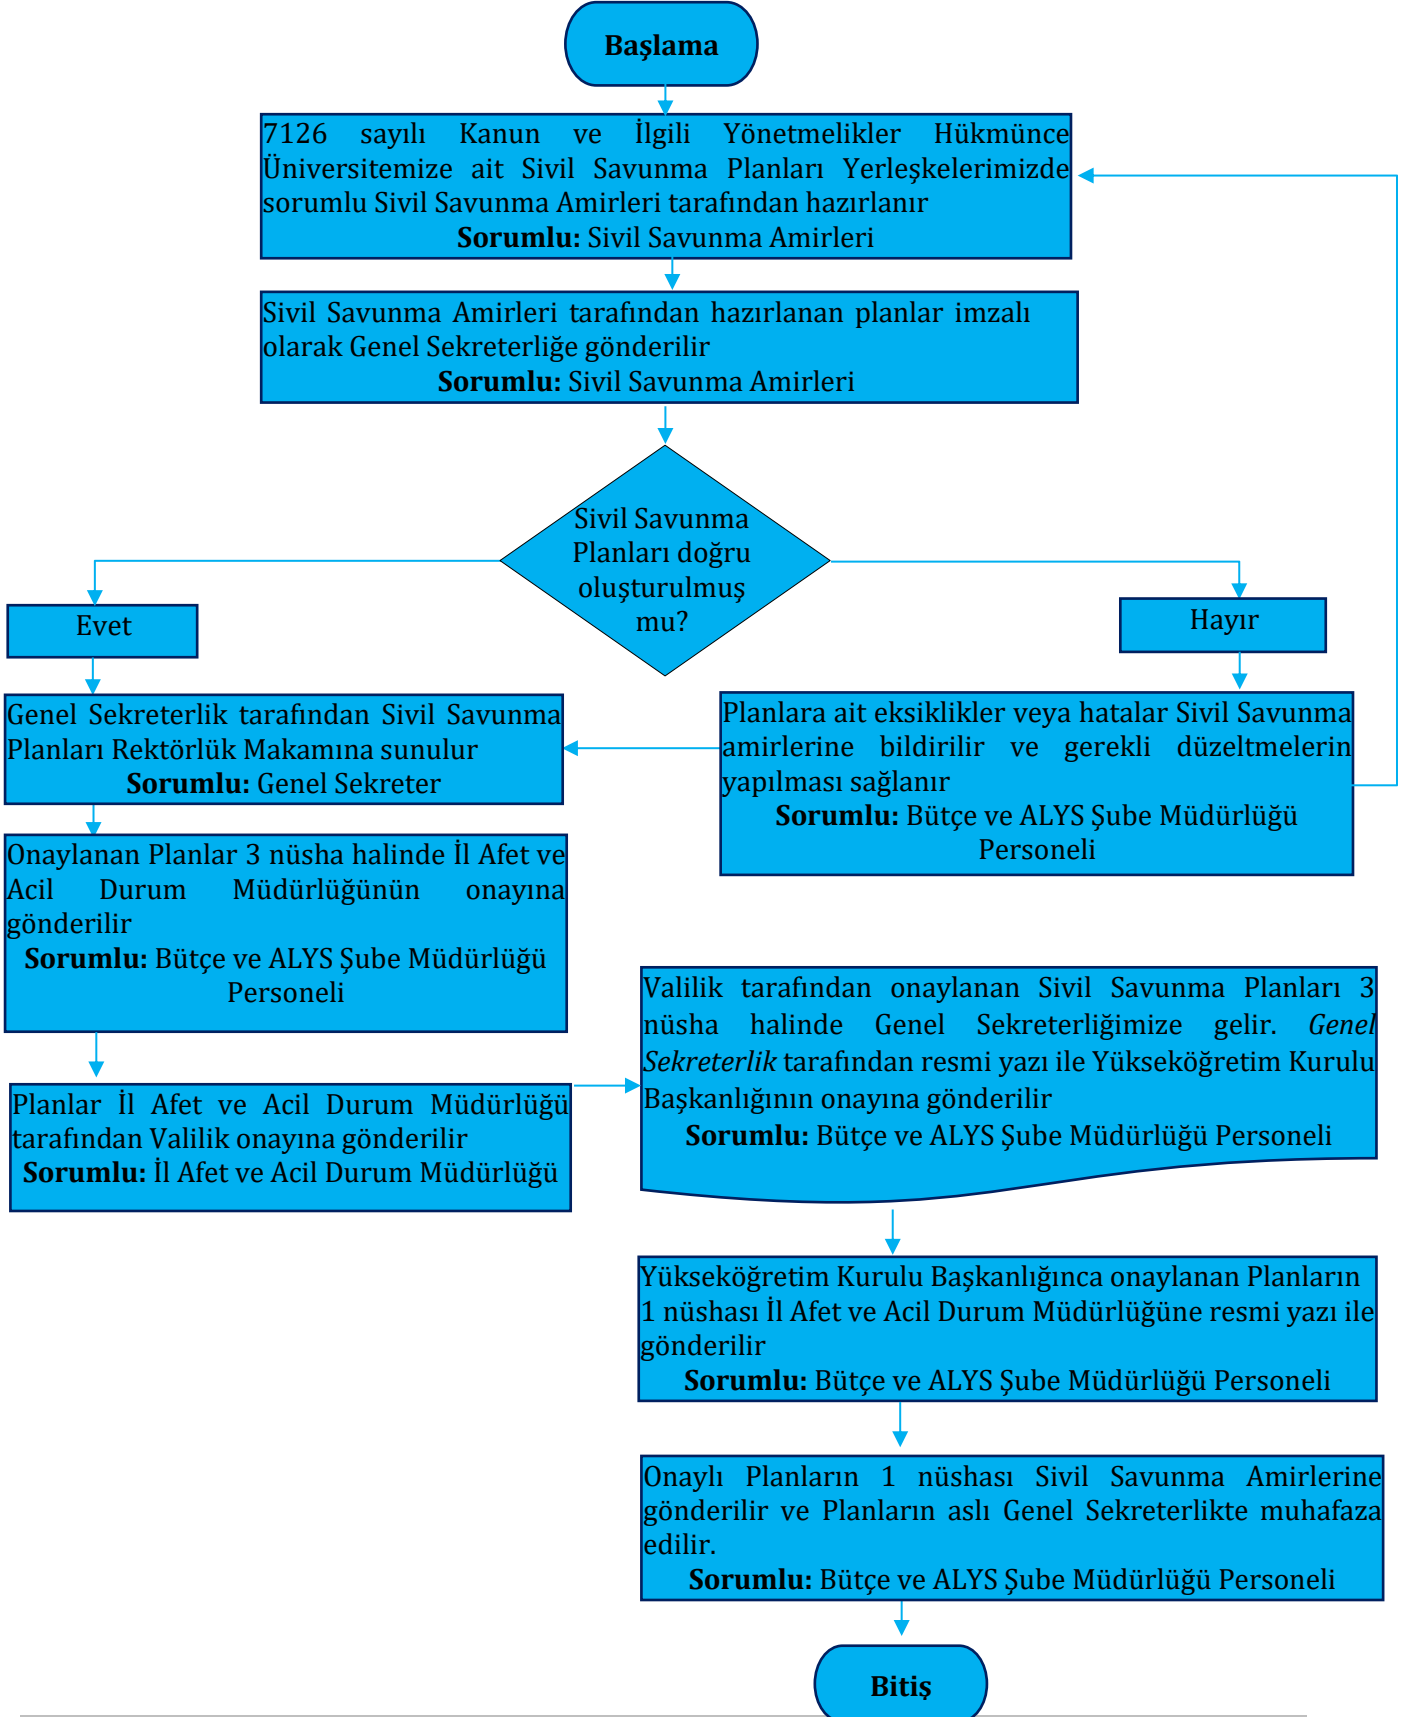 Başlama
7126 sayılı Kanun ve İlgili Yönetmelikler Hükmünce
Üniversitemize ait Sivil Savunma Planları Yerleşkelerimizde
sorumlu Sivil Savunma Amirleri tarafından hazırlanır
Sorumlu: Sivil Savunma Amirleri
Sivil Savunma Amirleri tarafından hazırlanan planlar imzalı
olarak Genel Sekreterliğe gönderilir
Sorumlu: Sivil Savunma Amirleri
Sivil Savunma
Planları doğru
oluşturulmuş
mu?
Evet
Hayır
Genel Sekreterlik tarafından Sivil Savunma
Planları Rektörlük Makamına sunulur
Sorumlu: Genel Sekreter
Planlara ait eksiklikler veya hatalar Sivil Savunma
amirlerine bildirilir ve gerekli düzeltmelerin
yapılması sağlanır
Sorumlu: Bütçe ve ALYS Şube Müdürlüğü
Personeli
Onaylanan Planlar 3 nüsha halinde İl Afet ve
Acil Durum Müdürlüğünün onayına
gönderilir
Sorumlu: Bütçe ve ALYS Şube Müdürlüğü
Personeli
Planlar İl Afet ve Acil Durum Müdürlüğü
tarafından Valilik onayına gönderilir
Sorumlu: İl Afet ve Acil Durum Müdürlüğü
Valilik tarafından onaylanan Sivil Savunma Planları 3
nüsha halinde Genel Sekreterliğimize gelir. Genel
Sekreterlik tarafından resmi yazı ile Yükseköğretim Kurulu
Başkanlığının onayına gönderilir
Sorumlu: Bütçe ve ALYS Şube Müdürlüğü Personeli
Yükseköğretim Kurulu Başkanlığınca onaylanan Planların
1 nüshası İl Afet ve Acil Durum Müdürlüğüne resmi yazı ile
gönderilir
Sorumlu: Bütçe ve ALYS Şube Müdürlüğü Personeli
Onaylı Planların 1 nüshası Sivil Savunma Amirlerine
gönderilir ve Planların aslı Genel Sekreterlikte muhafaza
edilir.
Sorumlu: Bütçe ve ALYS Şube Müdürlüğü Personeli
Bitiş